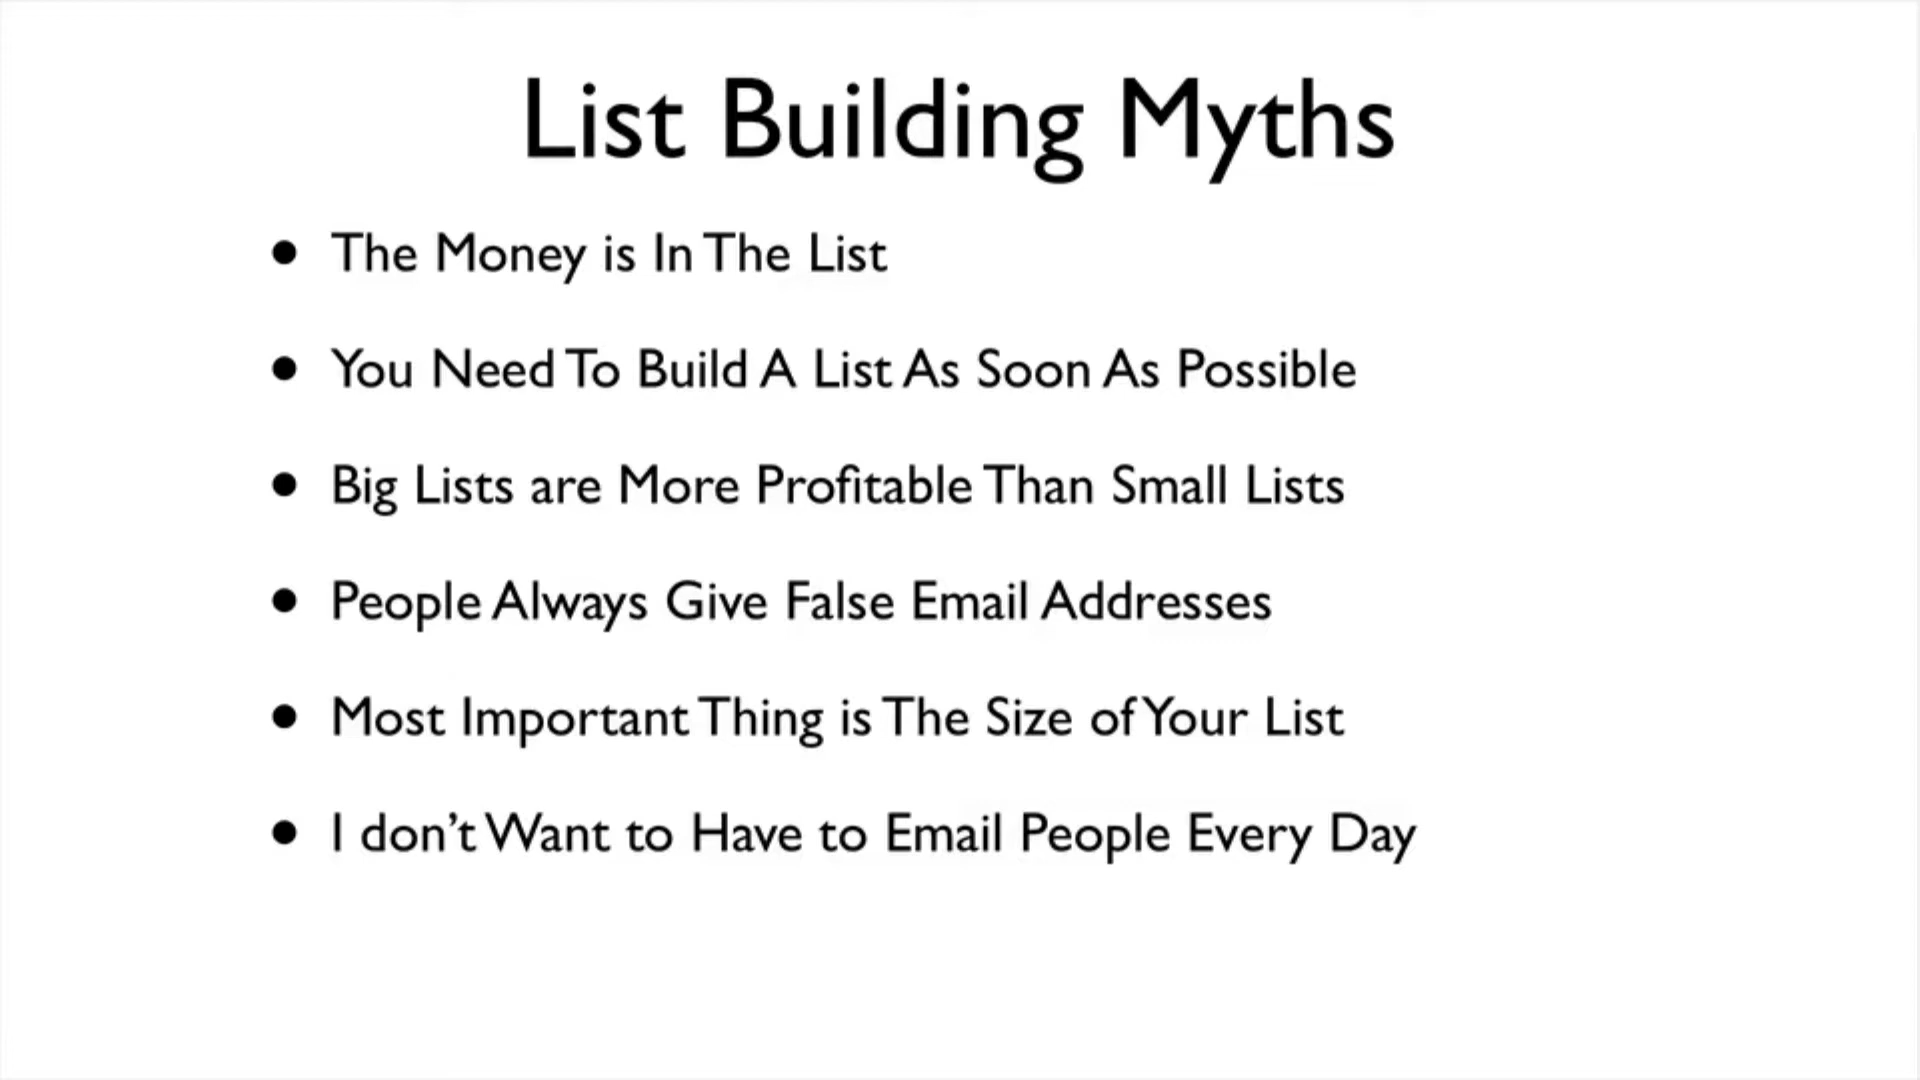 List Building Myths
• The Money is In The List
• You Need To Build A List As Soon As Possible
• Big Lists are More Profitable Than Small Lists
• People Always Give False Email Addresses
• Most Important Thing is The Size of Your List
• I don’t Want to Have to Email People Every Day